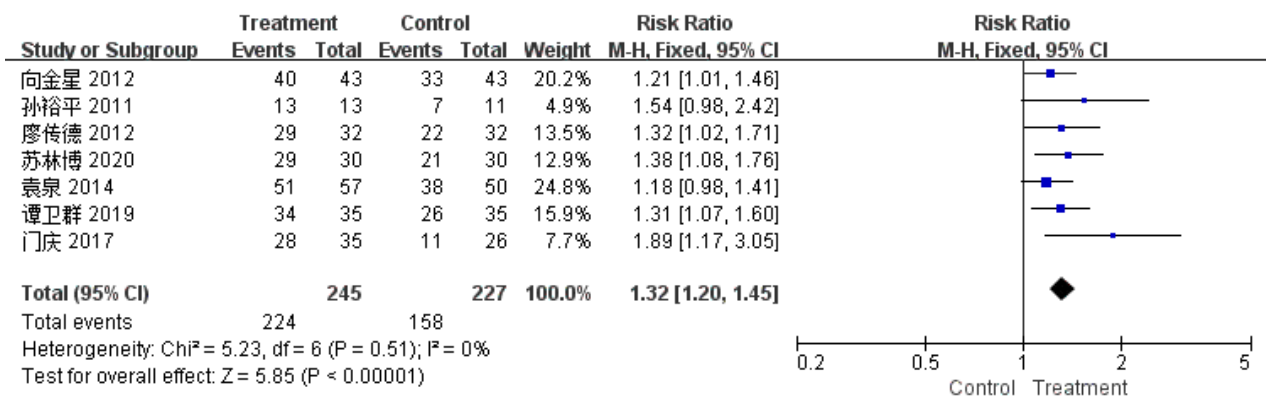 Treatment Control Risk Ratio Risk Ratio
Study or Subgroup Events Total Events Total Weight M-H, Fixed, 95% CI M-H, Fixed, 95% CI
向金星 2012 40 43 33 43 20.2% 1.21 [1.01, 1.46]
孙裕平 2011 13 13 7 11 4.9% 1.54 [0.98, 2.42]
廖传德 2012 29 32 22 32 13.5% 1.32 [1.02, 1.71]
苏林博 2020 29 30 21 30 12.9% 1.38 [1.08, 1.76]
袁泉 2014 51 57 38 50 24.8% 1.18 [0.98, 1.41]
谭卫群 2019 34 35 26 35 15.9% 1.31 [1.07, 1.60]
门庆 2017 28 35 11 26 7.7% 1.89 [1.17, 3.05]
Total (95% CI) 245 227 100.0% 1.32 [1.20, 1.45]
Total events 224 158
Heterogeneity: Chi² = 5.23, df = 6 (P = 0.51); I² = 0%
Test for overall effect: Z = 5.85 (P < 0.00001)
0.2 0.5 1 2 5
Control Treatment